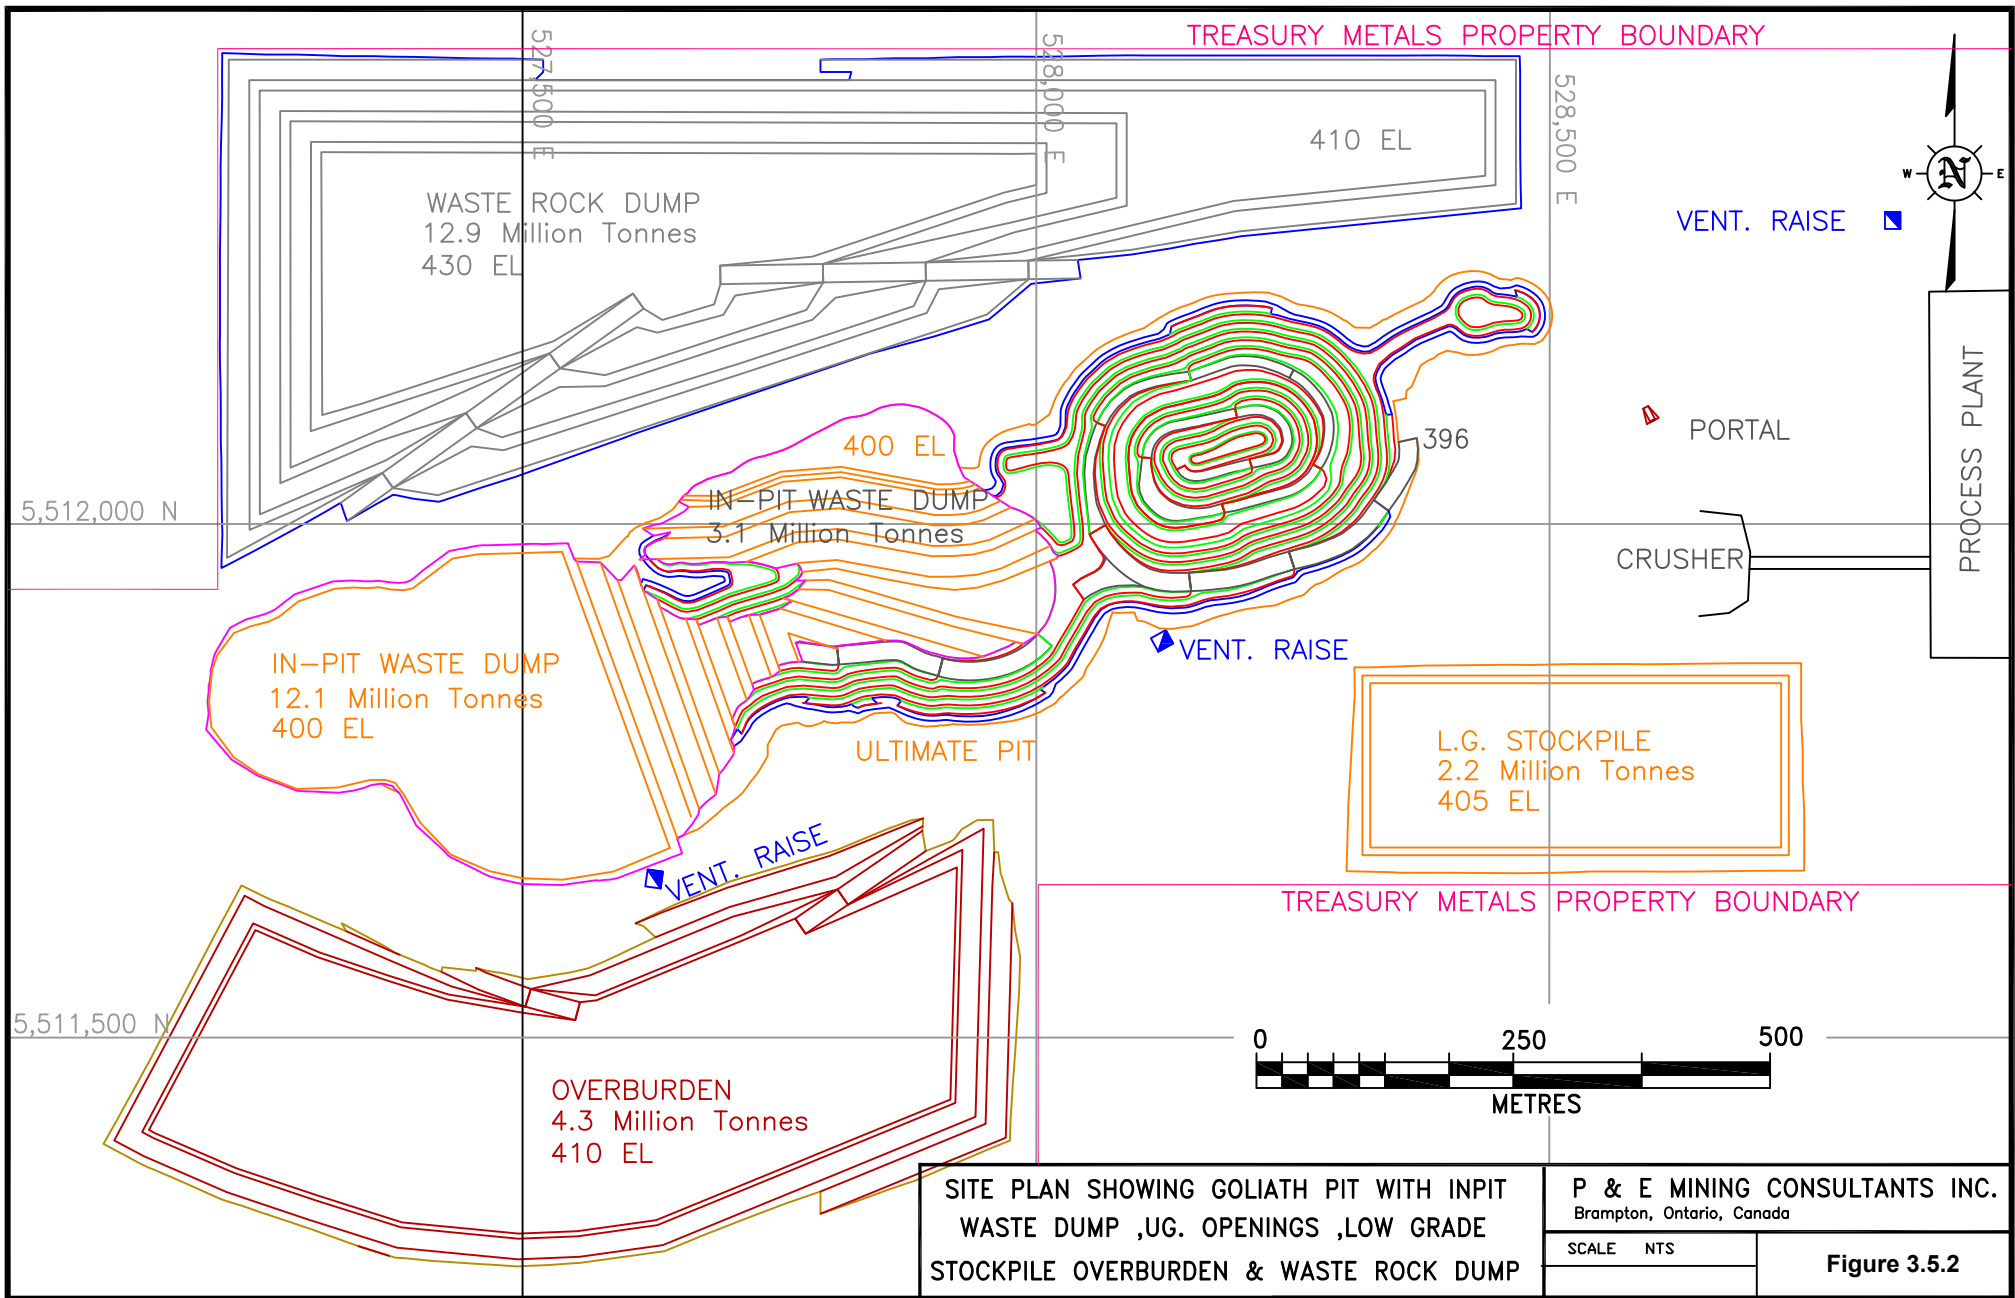 TREASURY METALS PROPERTY BOUNDARY
527,500 E
528,000 E
528,500 E
410 EL
N
W
E
WASTE ROCK DUMP
12.9 Million Tonnes
430 EL
VENT. RAISE
400 EL
396
PORTAL
PROCESS PLANT
IN-PIT WASTE DUMP
3.1 Million Tonnes
5,512,000 N
CRUSHER
VENT. RAISE
IN-PIT WASTE DUMP
12.1 Million Tonnes
400 EL
ULTIMATE PIT
L.G. STOCKPILE
2.2 Million Tonnes
405 EL
VENT. RAISE
TREASURY METALS PROPERTY BOUNDARY
5,511,500 N
0 250 500
METRES
OVERBURDEN
4.3 Million Tonnes
410 EL
SITE PLAN SHOWING GOLIATH PIT WITH INPIT
WASTE DUMP ,UG. OPENINGS ,LOW GRADE
STOCKPILE OVERBURDEN & WASTE ROCK DUMP
P & E MINING CONSULTANTS INC.
Brampton, Ontario, Canada
SCALE NTS
Figure 3.5.2